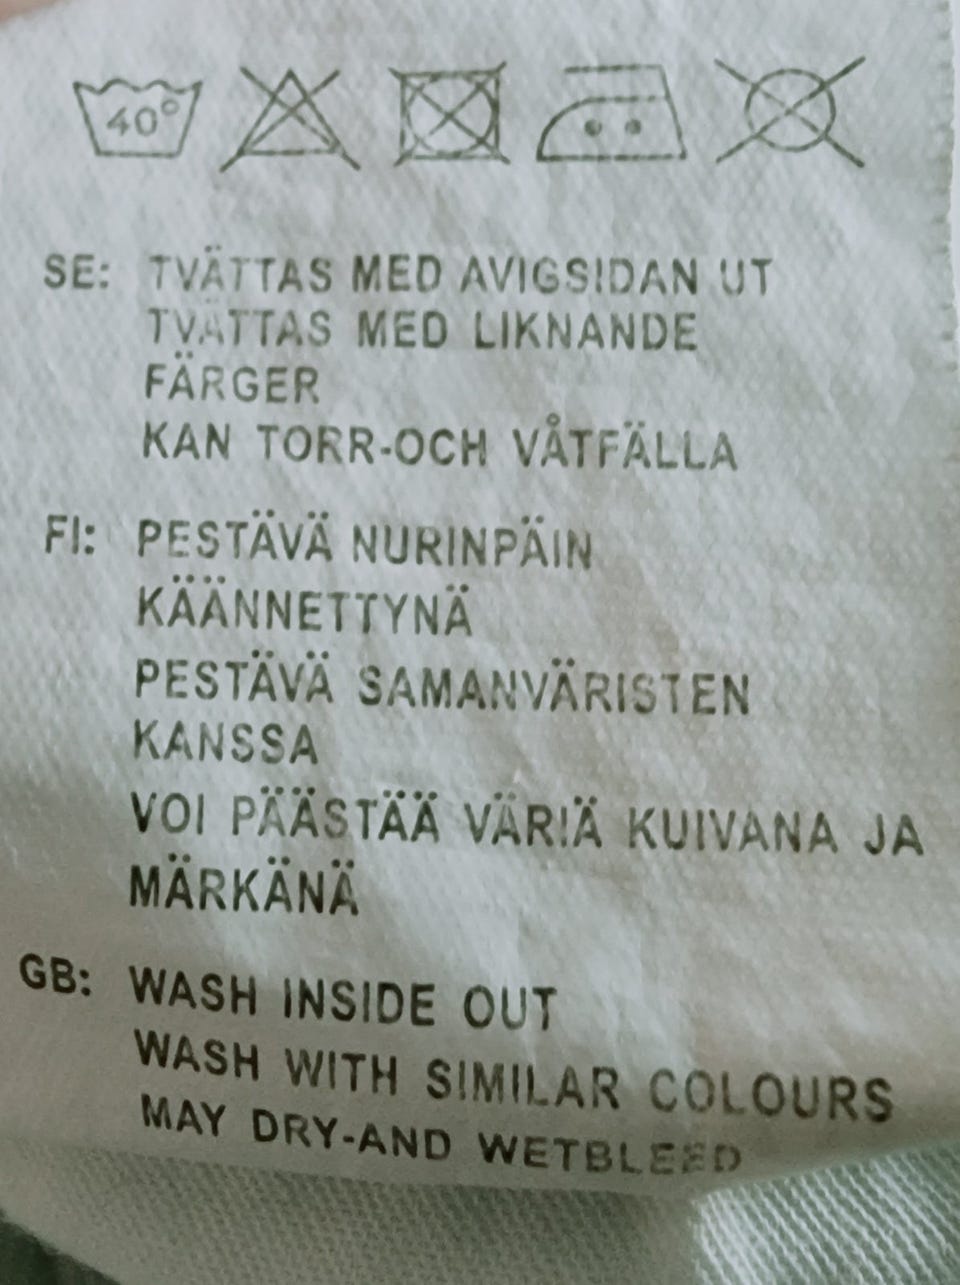 40°
SE: TVÄTTAS MED AVIGSIDAN UT
TVÄTTAS MED LIKNANDE
FÄRGER
KAN TORR-OCH VÅTFÄLLA
FI: PESTÄVÄ NURINPÄIN
KÄÄNNETTYNÄ
PESTÄVÄ SAMANVÄRISTEN
KANSSA
VOI PÄÄSTÄÄ VÄRIÄ KUIVANA JA
MÄRKÄNÄ
GB: WASH INSIDE OUT
WASH WITH SIMILAR COLOURS
MAY DRY-AND WETBLEED